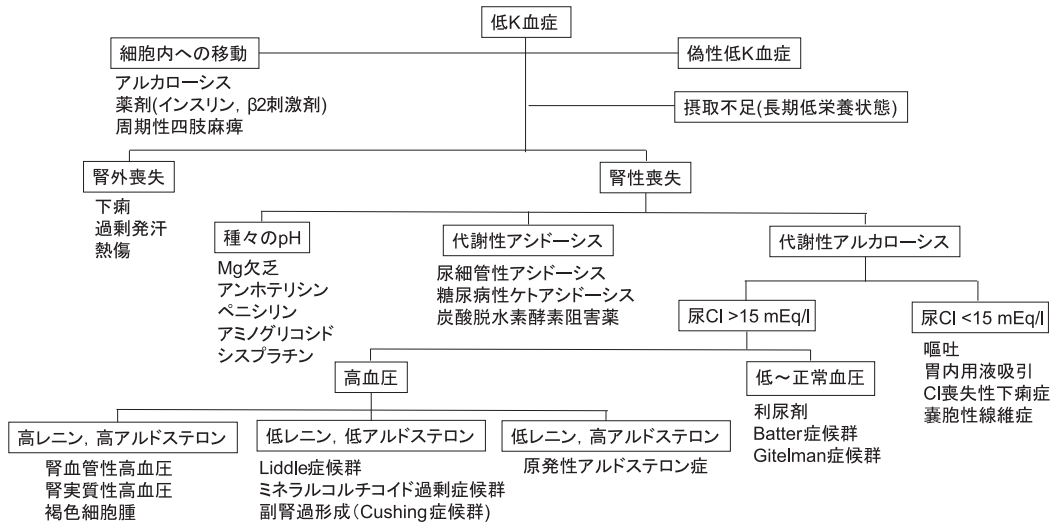 低K血症
細胞内への移動
アルカローシス
薬剤(インスリン, β2刺激剤)
周期性四肢麻痺
偽性低K血症
摂取不足(長期低栄養状態)
腎外喪失
下痢
過剰発汗
熱傷
腎性喪失
種々のpH
Mg欠乏
アンホテリシン
ペニシリン
アミノグリコシド
シスプラチン
代謝性アシドーシス
尿細管性アシドーシス
糖尿病性ケトアシドーシス
炭酸脱水素酵素阻害薬
代謝性アルカローシス
尿Cl >15 mEq/l
尿Cl <15 mEq/l
嘔吐
胃内用液吸引
Cl喪失性下痢症
嚢胞性線維症
高血圧
低～正常血圧
利尿剤
Batter症候群
Gitelman症候群
高レニン, 高アルドステロン
腎血管性高血圧
腎実質性高血圧
褐色細胞腫
低レニン, 低アルドステロン
Liddle症候群
ミネラルコルチコイド過剰症候群
副腎過形成(Cushing症候群)
低レニン, 高アルドステロン
原発性アルドステロン症